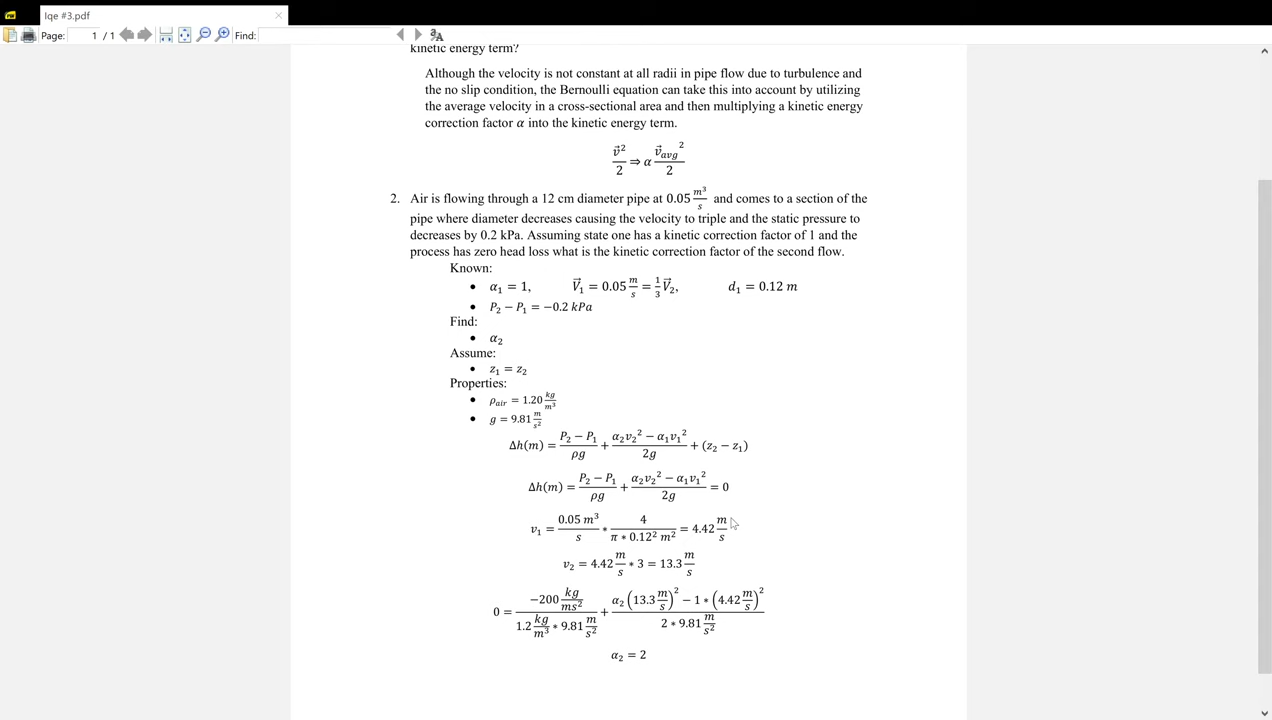 Iqe #3.pdf
Page: 1 / 1 Find:
kinetic energy term?
Although the velocity is not constant at all radii in pipe flow due to turbulence and
the no slip condition, the Bernoulli equation can take this into account by utilizing
the average velocity in a cross-sectional area and then multiplying a kinetic energy
correction factor α into the kinetic energy term.
v⃗²/2 ⇒ α v⃗avg²/2
2. Air is flowing through a 12 cm diameter pipe at 0.05 m³/s and comes to a section of the
pipe where diameter decreases causing the velocity to triple and the static pressure to
decreases by 0.2 kPa. Assuming state one has a kinetic correction factor of 1 and the
process has zero head loss what is the kinetic correction factor of the second flow.
Known:
• α₁ = 1, V⃗₁ = 0.05 m/s = 1/3 V⃗₂, d₁ = 0.12 m
• P₂ − P₁ = −0.2 kPa
Find:
• α₂
Assume:
• z₁ = z₂
Properties:
• ρair = 1.20 kg/m³
• g = 9.81 m/s²
Δh(m) = (P₂ − P₁)/ρg + (α₂v₂² − α₁v₁²)/2g + (z₂ − z₁)
Δh(m) = (P₂ − P₁)/ρg + (α₂v₂² − α₁v₁²)/2g = 0
v₁ = 0.05 m³/s * 4/(π * 0.12² m²) = 4.42 m/s
v₂ = 4.42 m/s * 3 = 13.3 m/s
0 = (−200 kg/ms²)/(1.2 kg/m³ * 9.81 m/s²) + (α₂(13.3 m/s)² − 1 * (4.42 m/s)²)/(2 * 9.81 m/s²)
α₂ = 2